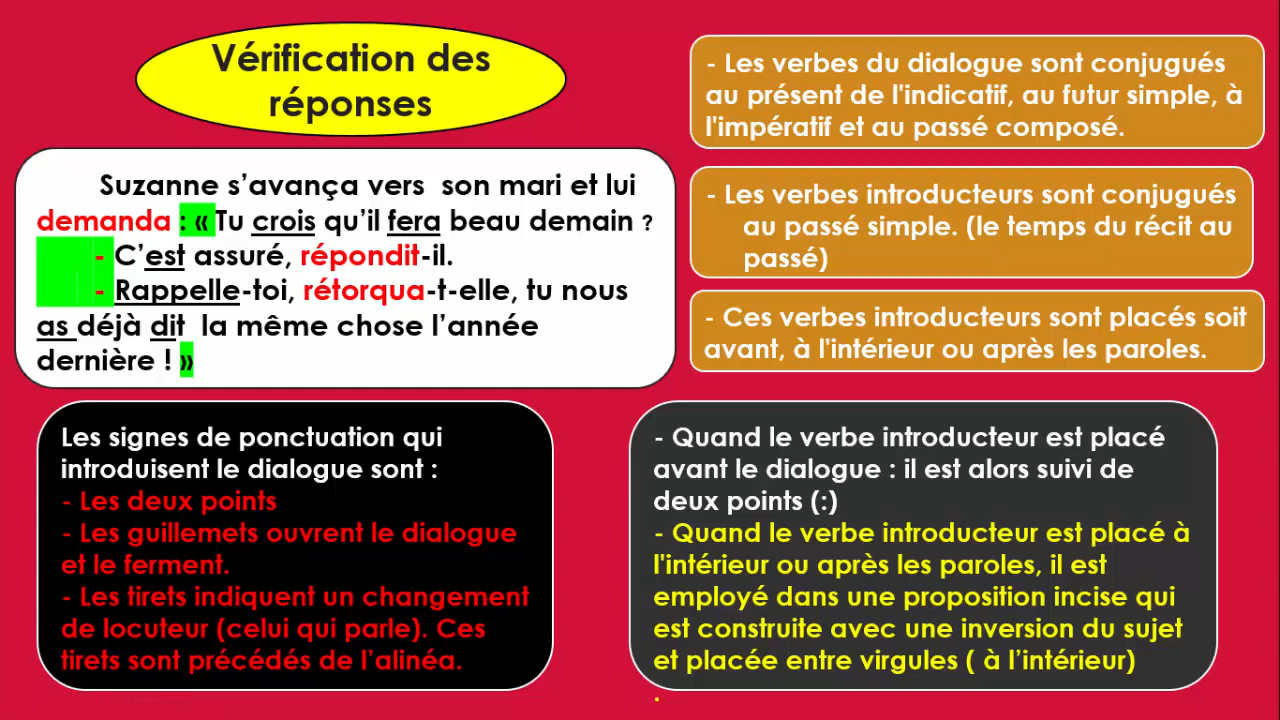 Vérification des
réponses
Suzanne s’avança vers son mari et lui
demanda : « Tu crois qu’il fera beau demain ?
- C’est assuré, répondit-il.
- Rappelle-toi, rétorqua-t-elle, tu nous
as déjà dit la même chose l’année
dernière ! »
- Les verbes du dialogue sont conjugués
au présent de l'indicatif, au futur simple, à
l'impératif et au passé composé.
- Les verbes introducteurs sont conjugués
au passé simple. (le temps du récit au
passé)
- Ces verbes introducteurs sont placés soit
avant, à l'intérieur ou après les paroles.
Les signes de ponctuation qui
introduisent le dialogue sont :
- Les deux points
- Les guillemets ouvrent le dialogue
et le ferment.
- Les tirets indiquent un changement
de locuteur (celui qui parle). Ces
tirets sont précédés de l’alinéa.
- Quand le verbe introducteur est placé
avant le dialogue : il est alors suivi de
deux points (:)
- Quand le verbe introducteur est placé à
l'intérieur ou après les paroles, il est
employé dans une proposition incise qui
est construite avec une inversion du sujet
et placée entre virgules ( à l’intérieur)
.